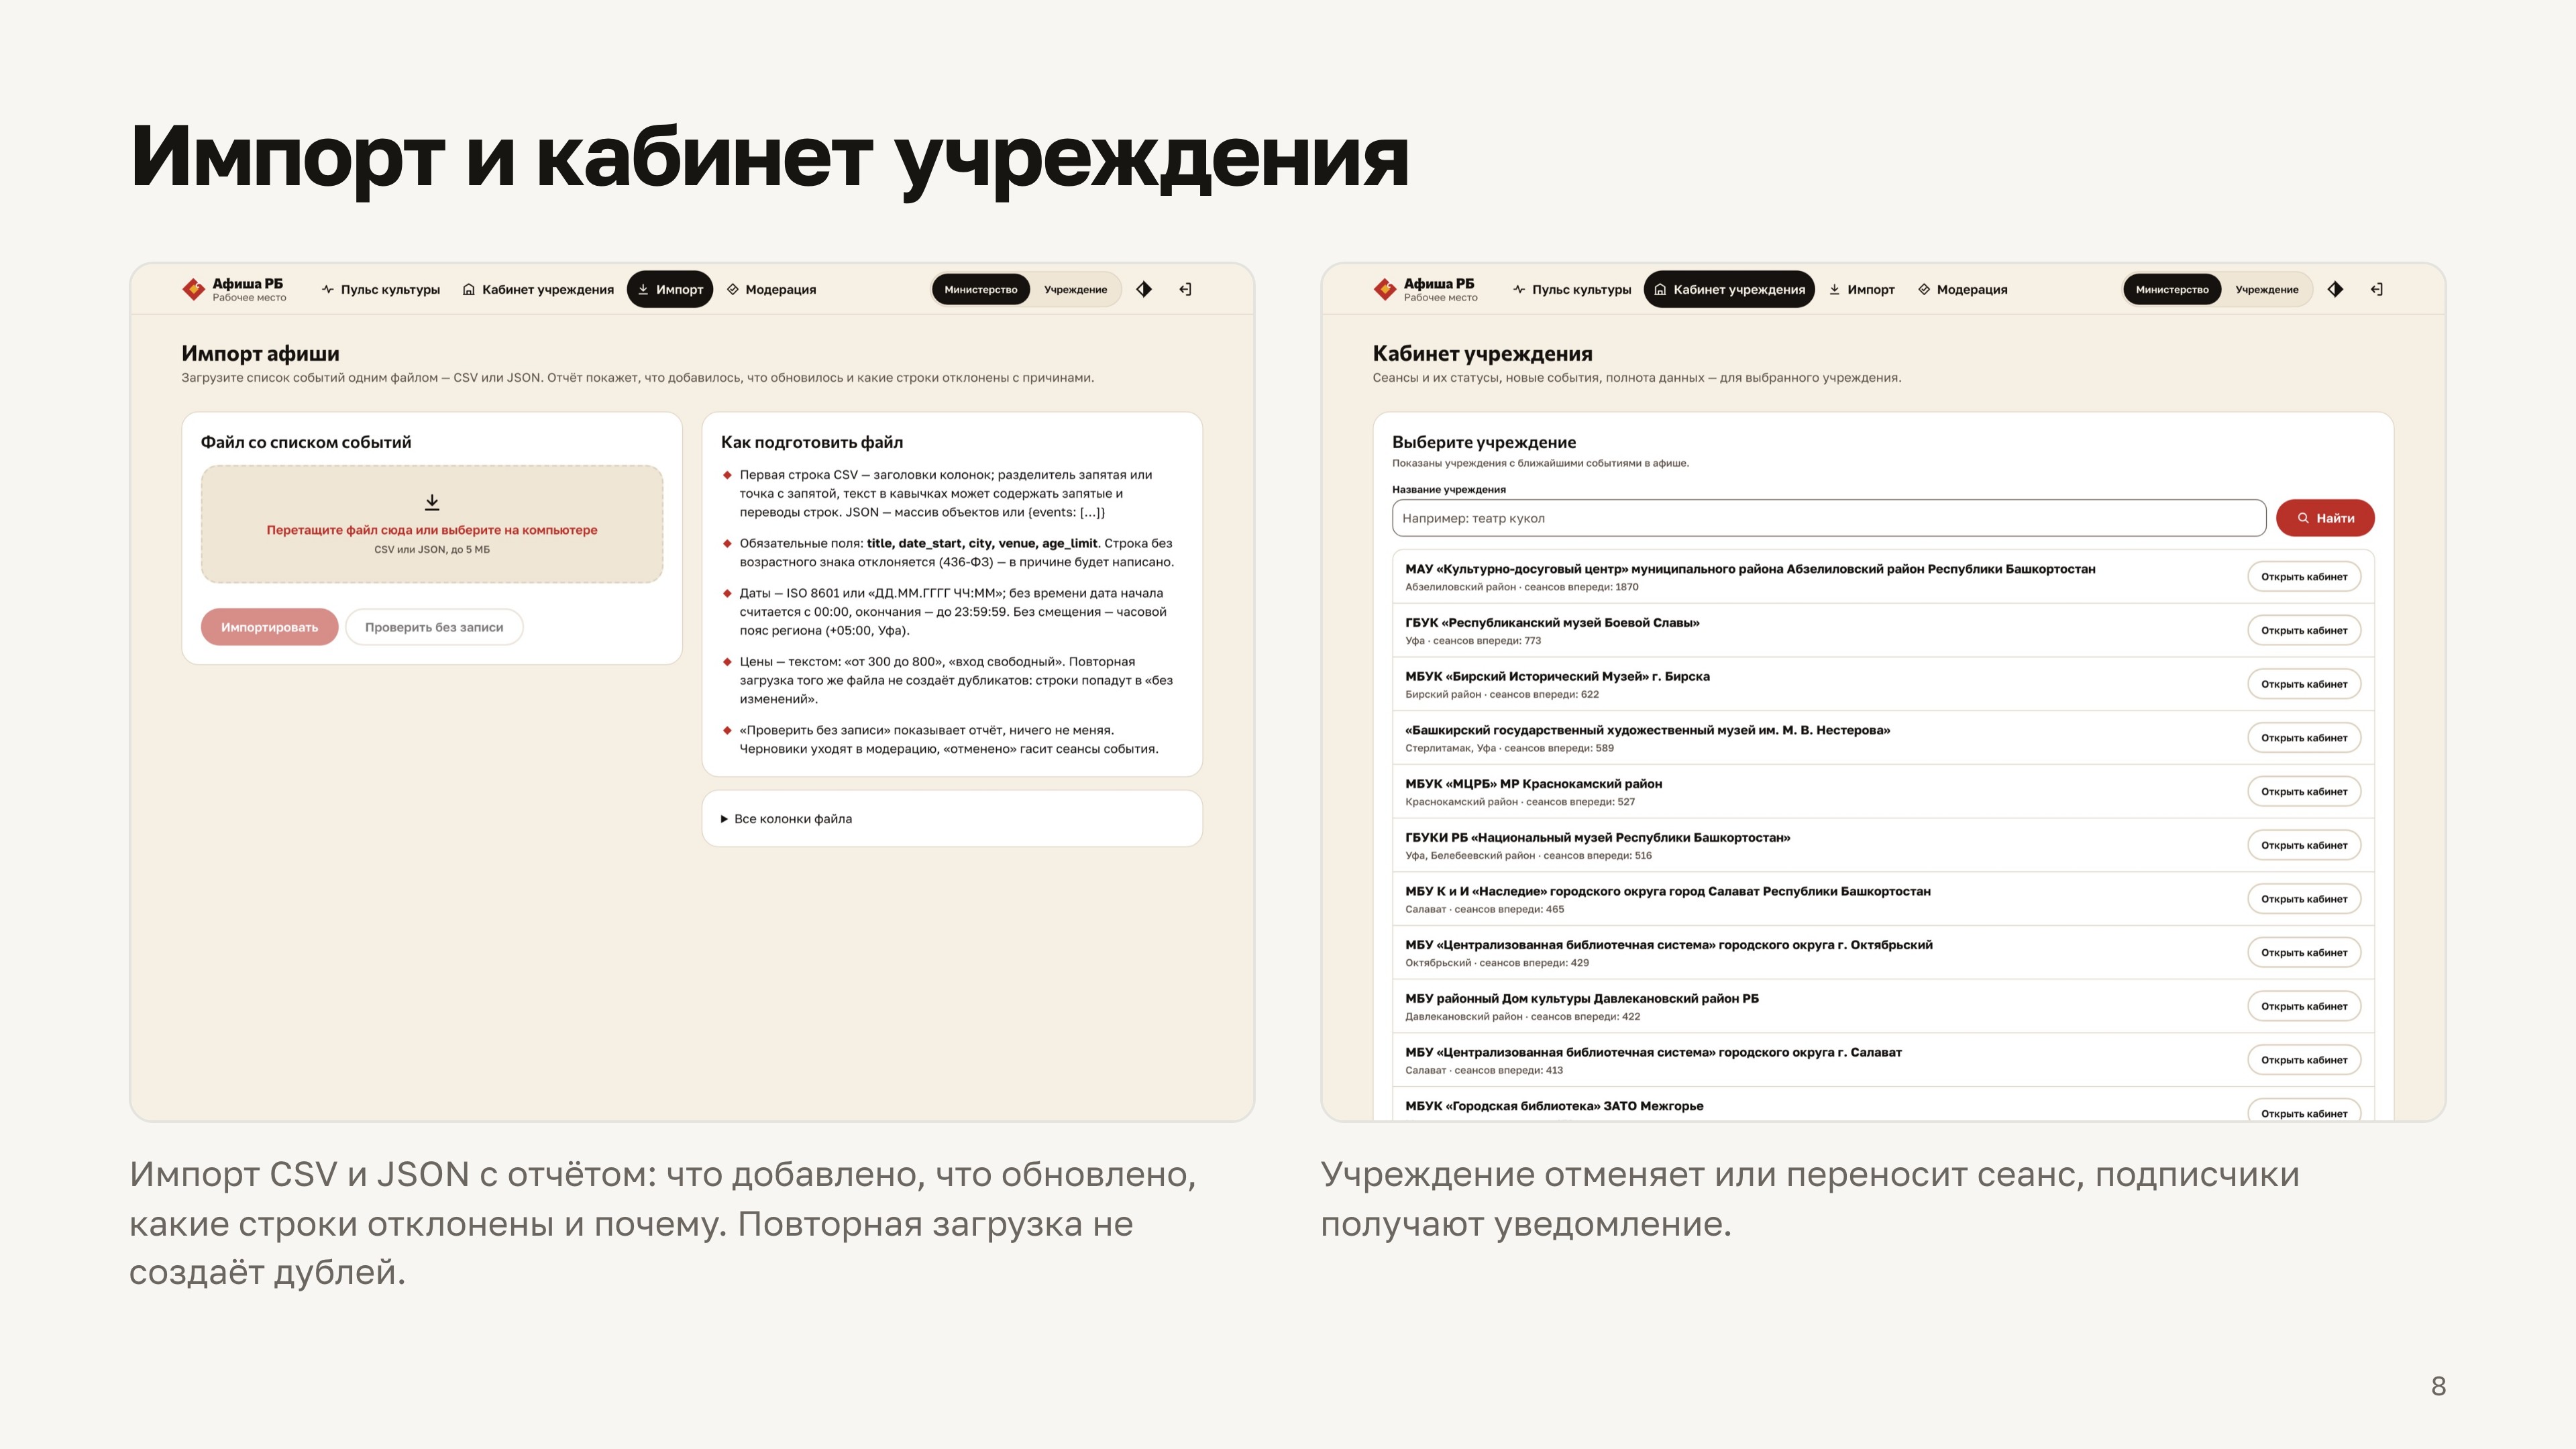 Импорт и кабинет учреждения
Афиша РБ
Рабочее место
Пульс культуры
Кабинет учреждения
Импорт
Модерация
Министерство
Учреждение
Импорт афиши
Загрузите список событий одним файлом — CSV или JSON. Отчёт покажет, что добавилось, что обновилось и какие строки отклонены с причинами.
Файл со списком событий
Перетащите файл сюда или выберите на компьютере
CSV или JSON, до 5 МБ
Импортировать
Проверить без записи
Как подготовить файл
Первая строка CSV — заголовки колонок; разделитель запятая или
точка с запятой, текст в кавычках может содержать запятые и
переводы строк. JSON — массив объектов или {events: [...]}
Обязательные поля: title, date_start, city, venue, age_limit. Строка без
возрастного знака отклоняется (436-ФЗ) — в причине будет написано.
Даты — ISO 8601 или «ДД.ММ.ГГГГ ЧЧ:ММ»; без времени дата начала
считается с 00:00, окончания — до 23:59:59. Без смещения — часовой
пояс региона (+05:00, Уфа).
Цены — текстом: «от 300 до 800», «вход свободный». Повторная
загрузка того же файла не создаёт дубликатов: строки попадут в «без
изменений».
«Проверить без записи» показывает отчёт, ничего не меняя.
Черновики уходят в модерацию, «отменено» гасит сеансы события.
Все колонки файла
Импорт CSV и JSON с отчётом: что добавлено, что обновлено,
какие строки отклонены и почему. Повторная загрузка не
создаёт дублей.
Афиша РБ
Рабочее место
Пульс культуры
Кабинет учреждения
Импорт
Модерация
Министерство
Учреждение
Кабинет учреждения
Сеансы и их статусы, новые события, полнота данных — для выбранного учреждения.
Выберите учреждение
Показаны учреждения с ближайшими событиями в афише.
Название учреждения
Например: театр кукол
Найти
МАУ «Культурно-досуговый центр» муниципального района Абзелиловский район Республики Башкортостан
Абзелиловский район · сеансов впереди: 1870
Открыть кабинет
ГБУК «Республиканский музей Боевой Славы»
Уфа · сеансов впереди: 773
Открыть кабинет
МБУК «Бирский Исторический Музей» г. Бирска
Бирский район · сеансов впереди: 622
Открыть кабинет
«Башкирский государственный художественный музей им. М. В. Нестерова»
Стерлитамак, Уфа · сеансов впереди: 589
Открыть кабинет
МБУК «МЦРБ» МР Краснокамский район
Краснокамский район · сеансов впереди: 527
Открыть кабинет
ГБУКИ РБ «Национальный музей Республики Башкортостан»
Уфа, Белебеевский район · сеансов впереди: 516
Открыть кабинет
МБУ К и И «Наследие» городского округа город Салават Республики Башкортостан
Салават · сеансов впереди: 465
Открыть кабинет
МБУ «Централизованная библиотечная система» городского округа г. Октябрьский
Октябрьский · сеансов впереди: 429
Открыть кабинет
МБУ районный Дом культуры Давлекановский район РБ
Давлекановский район · сеансов впереди: 422
Открыть кабинет
МБУ «Централизованная библиотечная система» городского округа г. Салават
Салават · сеансов впереди: 413
Открыть кабинет
МБУК «Городская библиотека» ЗАТО Межгорье
Открыть кабинет
Учреждение отменяет или переносит сеанс, подписчики
получают уведомление.
8